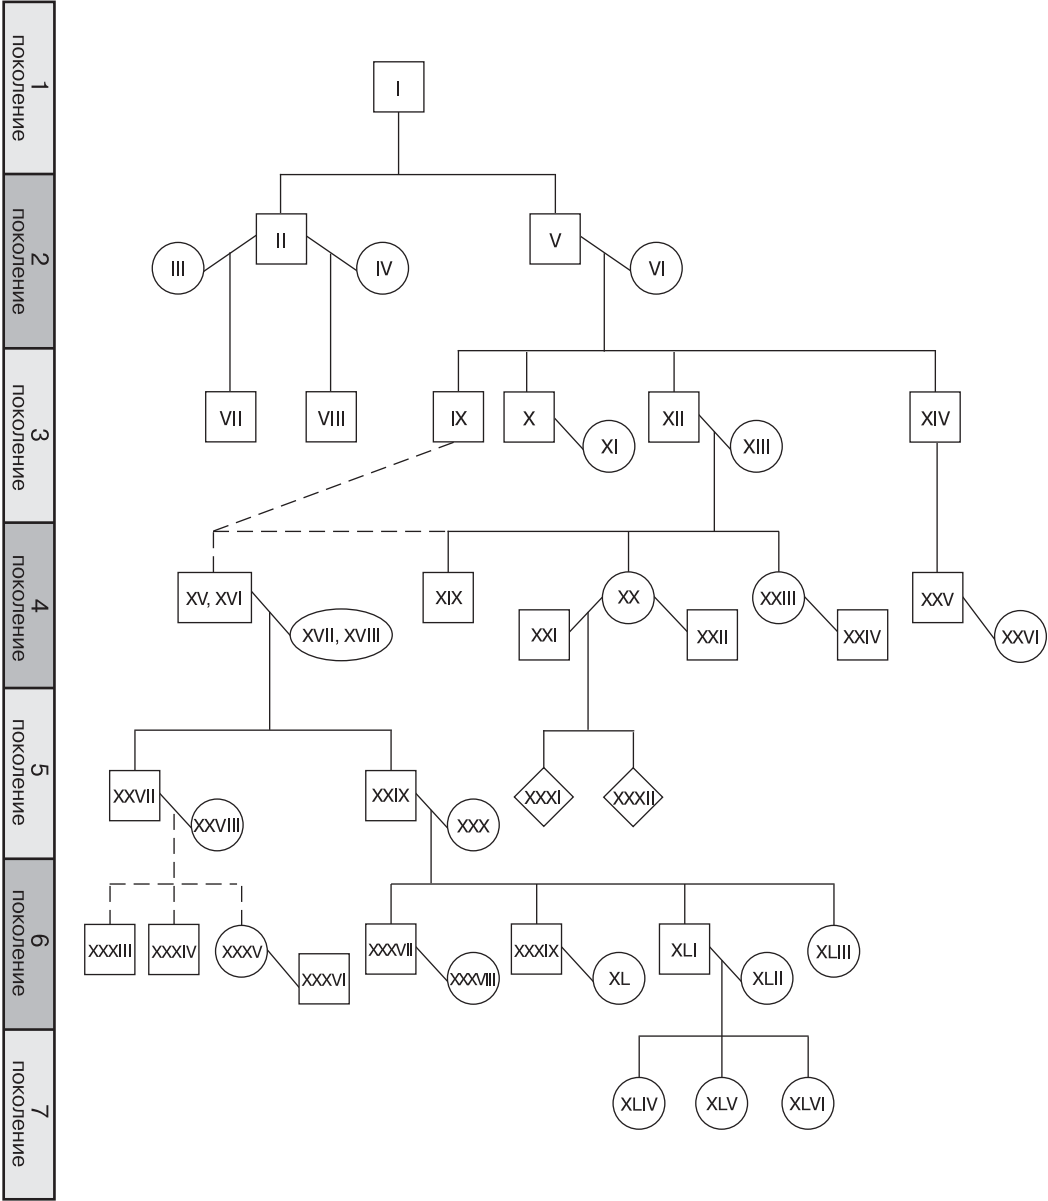 1
поколение
I
2
поколение
II
V
III
IV
VI
3
поколение
VII
VIII
IX
X
XII
XIV
XI
XIII
4
поколение
XV, XVI
XIX
XX
XXIII
XXV
XVII, XVIII
XXI
XXII
XXIV
XXVI
5
поколение
XXVII
XXIX
XXXI
XXXII
XXVIII
XXX
6
поколение
XXXIII
XXXIV
XXXV
XXXVII
XXXIX
XLI
XLIII
XXXVI
XXXVIII
XL
XLII
7
поколение
XLIV
XLV
XLVI